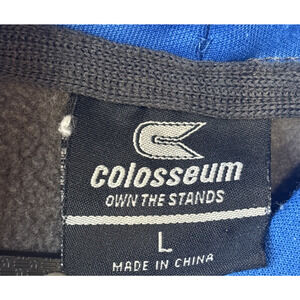 colosseum
OWN THE STANDS
L
MADE IN CHINA